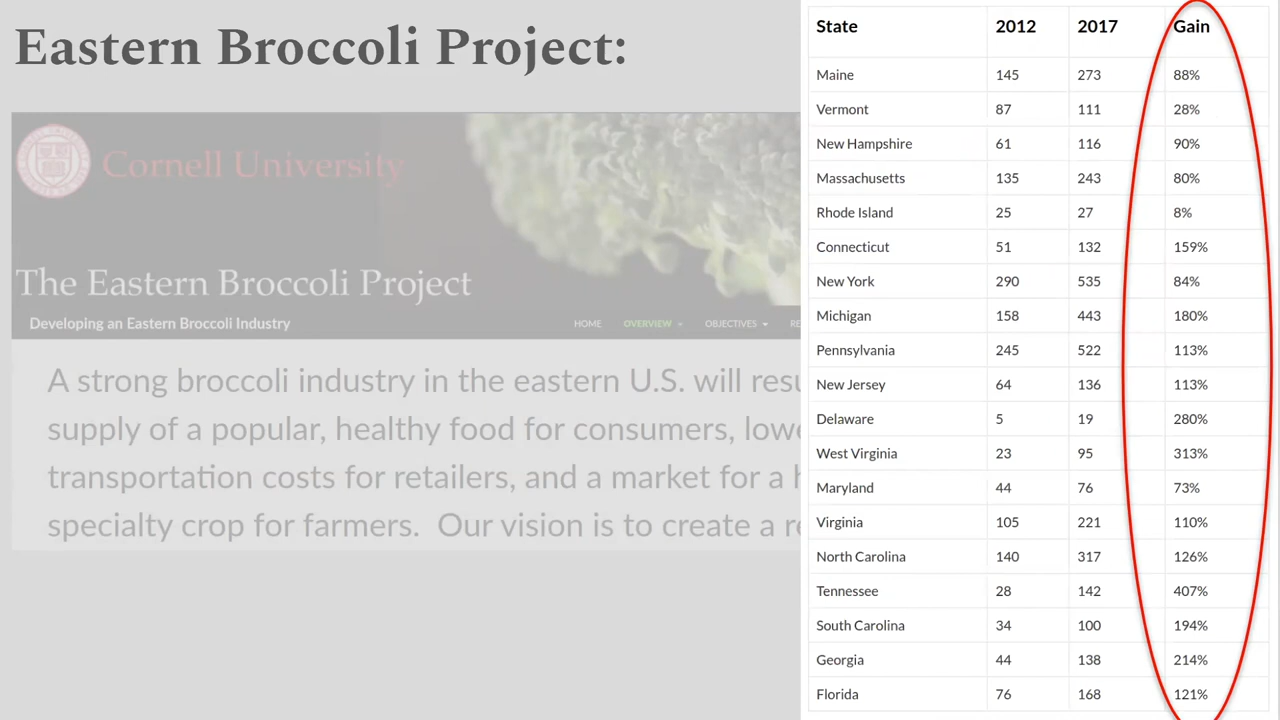 Eastern Broccoli Project:
Cornell University
The Eastern Broccoli Project
Developing an Eastern Broccoli Industry
HOME OVERVIEW OBJECTIVES
A strong broccoli industry in the eastern U.S. will
supply of a popular, healthy food for consumers,
transportation costs for retailers, and a market for a
specialty crop for farmers. Our vision is to create a
State 2012 2017 Gain
Maine 145 273 88%
Vermont 87 111 28%
New Hampshire 61 116 90%
Massachusetts 135 243 80%
Rhode Island 25 27 8%
Connecticut 51 132 159%
New York 290 535 84%
Michigan 158 443 180%
Pennsylvania 245 522 113%
New Jersey 64 136 113%
Delaware 5 19 280%
West Virginia 23 95 313%
Maryland 44 76 73%
Virginia 105 221 110%
North Carolina 140 317 126%
Tennessee 28 142 407%
South Carolina 34 100 194%
Georgia 44 138 214%
Florida 76 168 121%